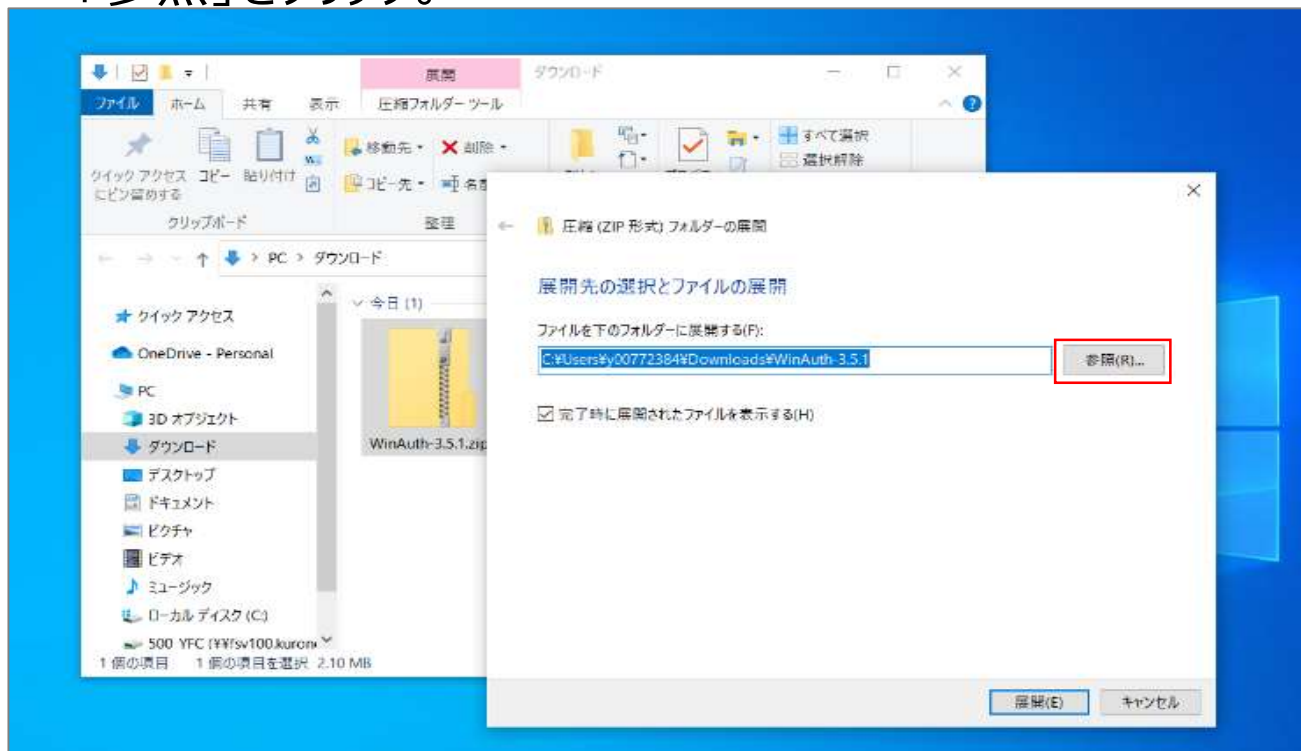 「参照」をクリック。
展開
ダウンロード
ファイル
ホーム
共有
表示
圧縮フォルダー ツール
クイック アクセス
にピン留めする
コピー
貼り付け
移動先
削除
コピー先
すべて選択
選択解除
クリップボード
整理
PC > ダウンロード
クイック アクセス
OneDrive - Personal
PC
3D オブジェクト
ダウンロード
デスクトップ
ドキュメント
ピクチャ
ビデオ
ミュージック
ローカル ディスク (C:)
500 YFC (¥¥fsv100.kuron
今日 (1)
WinAuth-3.5.1.zip
1 個の項目
1 個の項目を選択 2.10 MB
圧縮 (ZIP 形式) フォルダーの展開
展開先の選択とファイルの展開
ファイルを下のフォルダーに展開する(F):
C:¥Users¥y00772384¥Downloads¥WinAuth-3.5.1
参照(R)...
完了時に展開されたファイルを表示する(H)
展開(E)
キャンセル